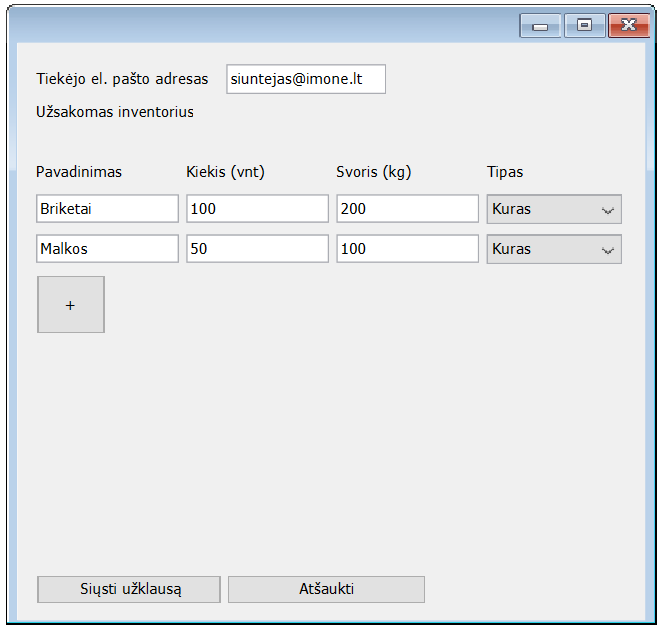 Tiekėjo el. pašto adresas siuntejas@imone.lt
Užsakomas inventorius
Pavadinimas Kiekis (vnt) Svoris (kg) Tipas
Briketai 100 200 Kuras
Malkos 50 100 Kuras
+
Siųsti užklausą Atšaukti